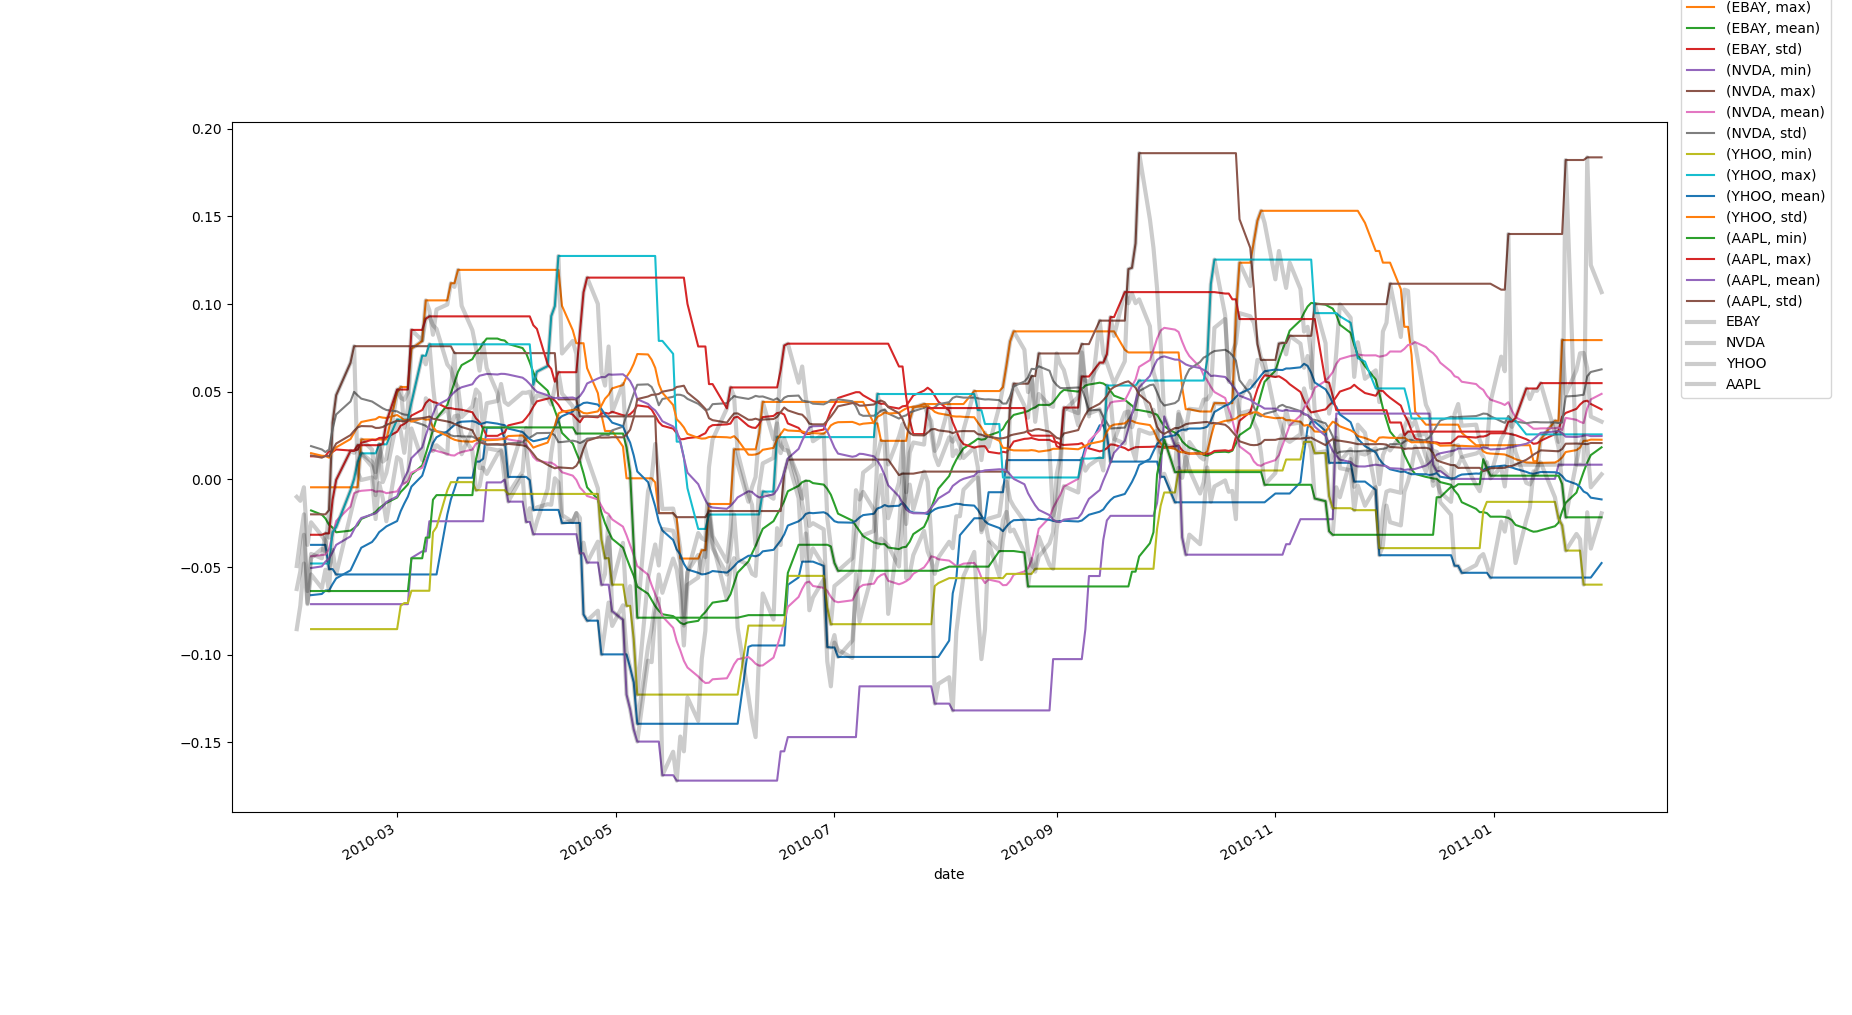 (EBAY, max)
(EBAY, mean)
(EBAY, std)
(NVDA, min)
(NVDA, max)
(NVDA, mean)
(NVDA, std)
(YHOO, min)
(YHOO, max)
(YHOO, mean)
(YHOO, std)
(AAPL, min)
(AAPL, max)
(AAPL, mean)
(AAPL, std)
EBAY
NVDA
YHOO
AAPL
0.20
0.15
0.10
0.05
0.00
−0.05
−0.10
−0.15
2010-03
2010-05
2010-07
2010-09
2010-11
2011-01
date